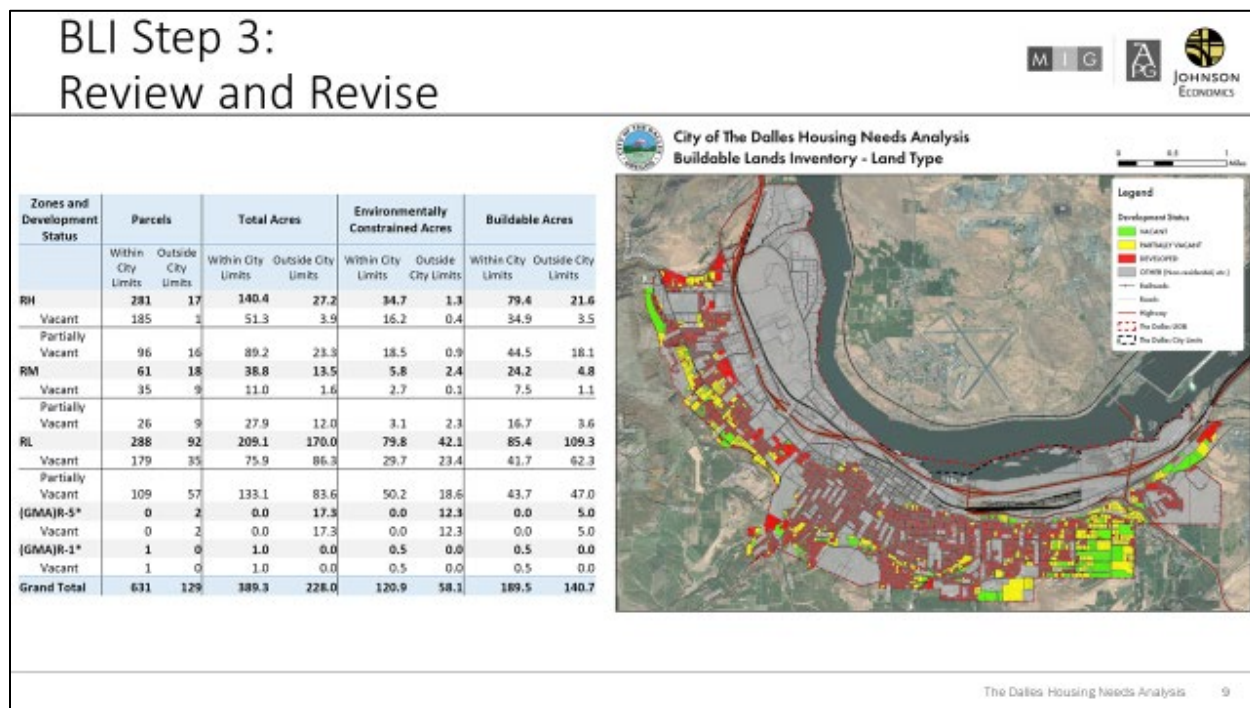 BLI Step 3:
Review and Revise
M I G
APG
JOHNSON
ECONOMICS
Zones and Development Status Parcels Total Acres Environmentally Constrained Acres Buildable Acres
Within City Limits Outside City Limits Within City Limits Outside City Limits Within City Limits Outside City Limits Within City Limits Outside City Limits
RH 281 17 140.4 27.2 34.7 1.3 79.4 21.6
Vacant 185 1 51.3 3.9 16.2 0.4 34.9 3.5
Partially
Vacant 96 16 89.2 23.3 18.5 0.9 44.5 18.1
RM 61 18 38.8 13.5 5.8 2.4 24.2 4.8
Vacant 35 9 11.0 1.6 2.7 0.1 7.5 1.1
Partially
Vacant 26 9 27.9 12.0 3.1 2.3 16.7 3.6
RL 288 92 209.1 170.0 79.8 42.1 85.4 109.3
Vacant 179 35 75.9 86.3 29.7 23.4 41.7 62.3
Partially
Vacant 109 57 133.1 83.6 50.2 18.6 43.7 47.0
(GMA)R-5* 0 2 0.0 17.3 0.0 12.3 0.0 5.0
Vacant 0 2 0.0 17.3 0.0 12.3 0.0 5.0
(GMA)R-1* 1 0 1.0 0.0 0.5 0.0 0.5 0.0
Vacant 1 0 1.0 0.0 0.5 0.0 0.5 0.0
Grand Total 631 129 389.3 228.0 120.9 58.1 189.5 140.7
City of The Dalles Housing Needs Analysis
Buildable Lands Inventory - Land Type
0 0.5 1
Miles
Legend
Development Status
VACANT
PARTIALLY VACANT
DEVELOPED
OTHER (Non-residential, etc.)
Railroads
Roads
Highway
The Dalles UGB
The Dalles City Limits
The Dalles Housing Needs Analysis 9